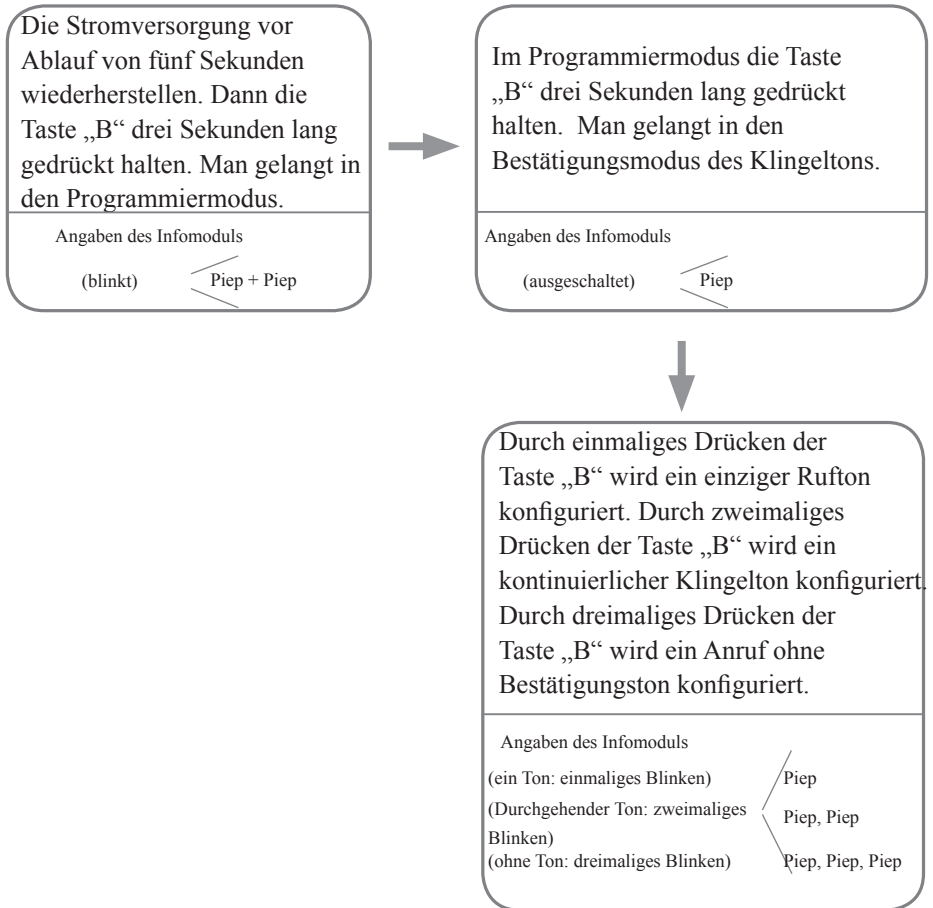 Die Stromversorgung vor
Ablauf von fünf Sekunden
wiederherstellen. Dann die
Taste „B“ drei Sekunden lang
gedrückt halten. Man gelangt in
den Programmiermodus.
Angaben des Infomoduls
(blinkt) Piep + Piep
Im Programmiermodus die Taste
„B“ drei Sekunden lang gedrückt
halten. Man gelangt in den
Bestätigungsmodus des Klingeltons.
Angaben des Infomoduls
(ausgeschaltet) Piep
Durch einmaliges Drücken der
Taste „B“ wird ein einziger Rufton
konfiguriert. Durch zweimaliges
Drücken der Taste „B“ wird ein
kontinuierlicher Klingelton konfiguriert.
Durch dreimaliges Drücken der
Taste „B“ wird ein Anruf ohne
Bestätigungston konfiguriert.
Angaben des Infomoduls
(ein Ton: einmaliges Blinken) Piep
(Durchgehender Ton: zweimaliges
Blinken) Piep, Piep
(ohne Ton: dreimaliges Blinken) Piep, Piep, Piep